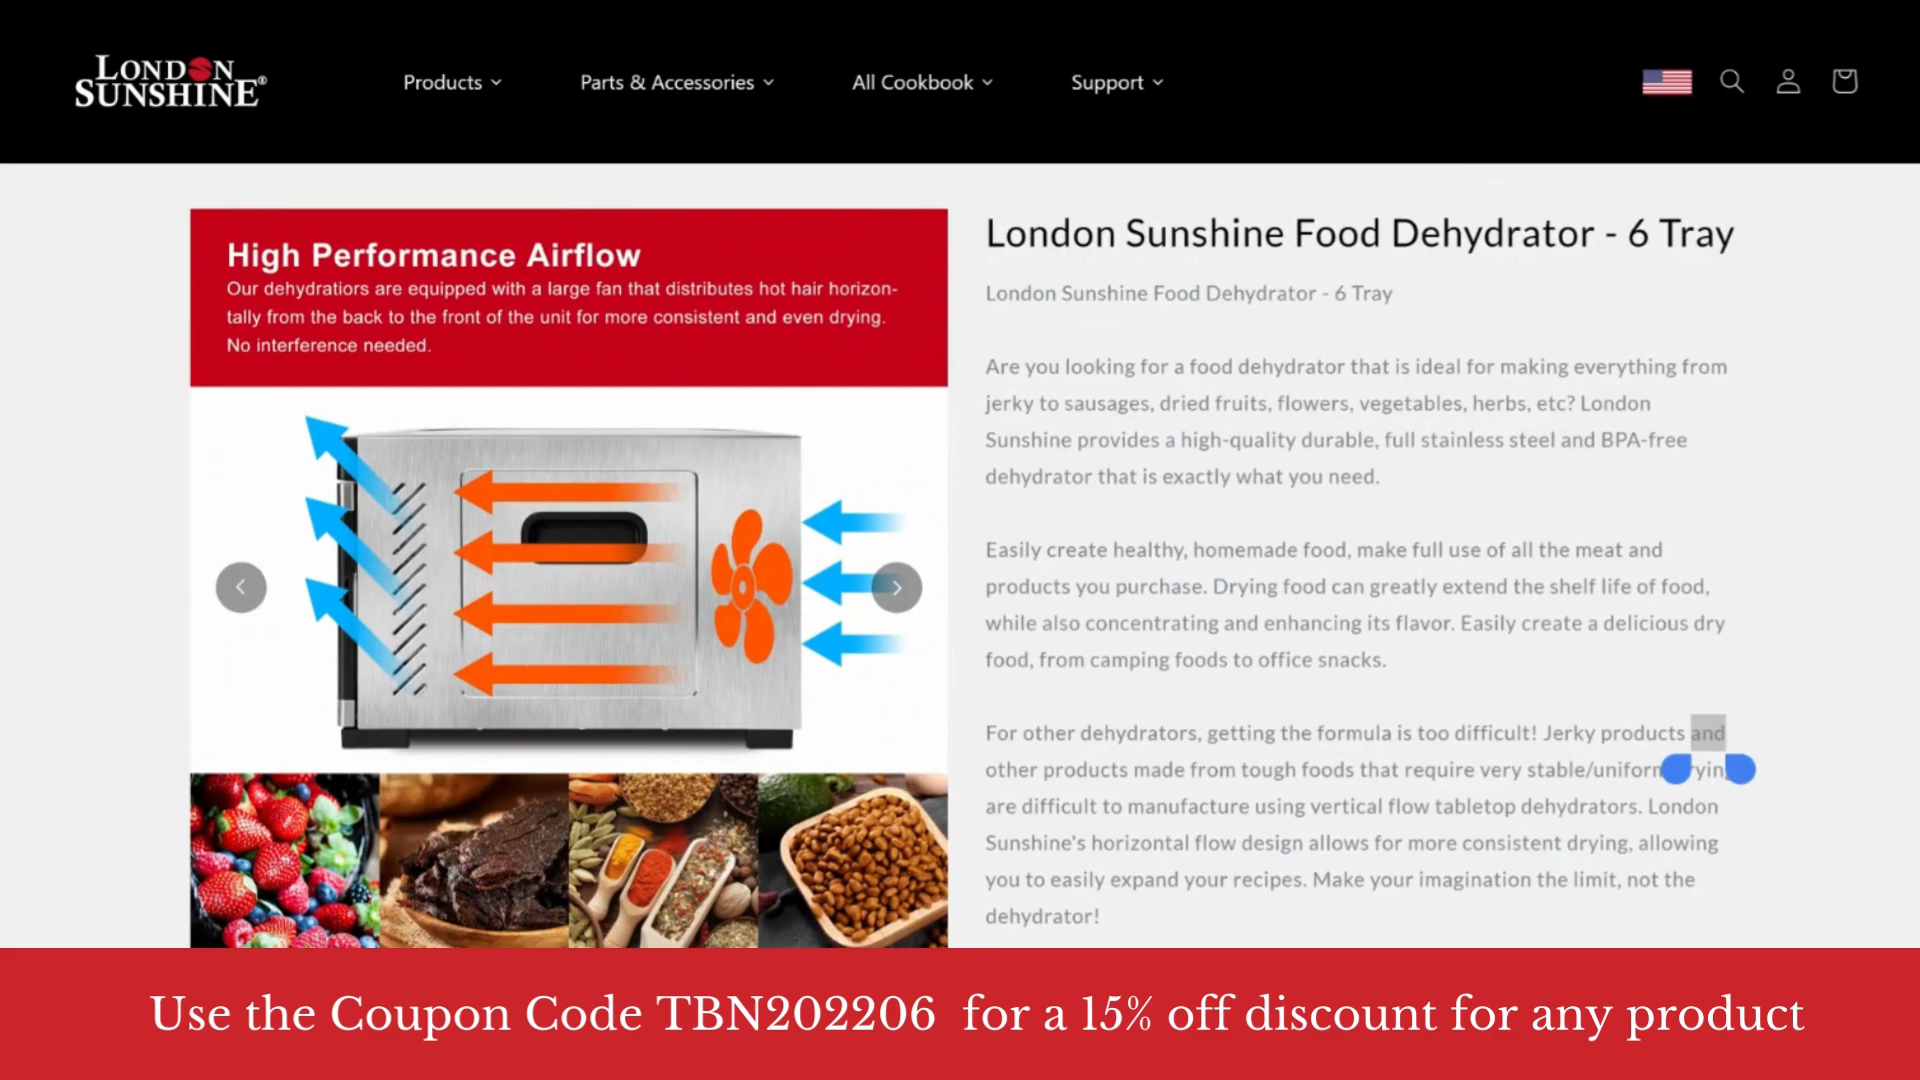 LONDON
SUNSHINE®
Products
Parts & Accessories
All Cookbook
Support
High Performance Airflow
Our dehydratiors are equipped with a large fan that distributes hot hair horizon-
tally from the back to the front of the unit for more consistent and even drying.
No interference needed.
London Sunshine Food Dehydrator - 6 Tray
London Sunshine Food Dehydrator - 6 Tray
Are you looking for a food dehydrator that is ideal for making everything from
jerky to sausages, dried fruits, flowers, vegetables, herbs, etc? London
Sunshine provides a high-quality durable, full stainless steel and BPA-free
dehydrator that is exactly what you need.
Easily create healthy, homemade food, make full use of all the meat and
products you purchase. Drying food can greatly extend the shelf life of food,
while also concentrating and enhancing its flavor. Easily create a delicious dry
food, from camping foods to office snacks.
For other dehydrators, getting the formula is too difficult! Jerky products and
other products made from tough foods that require very
are difficult to manufacture using vertical flow tabletop dehydrators. London
Sunshine's horizontal flow design allows for more consistent drying, allowing
you to easily expand your recipes. Make your imagination the limit, not the
dehydrator!
Use the Coupon Code TBN202206 for a 15% off discount for any product